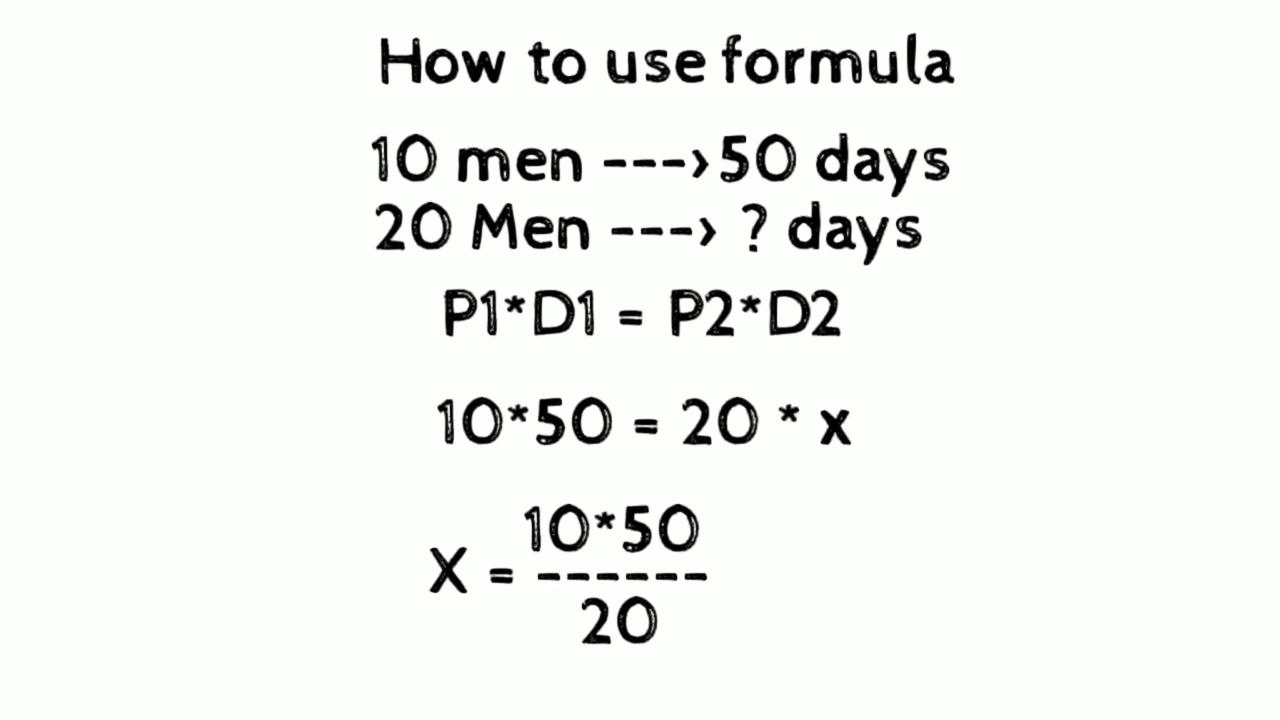 How to use formula
10 men ---›50 days
20 Men ---› ? days
P1*D1 = P2*D2
10*50 = 20 * x
10*50
X = ------
20